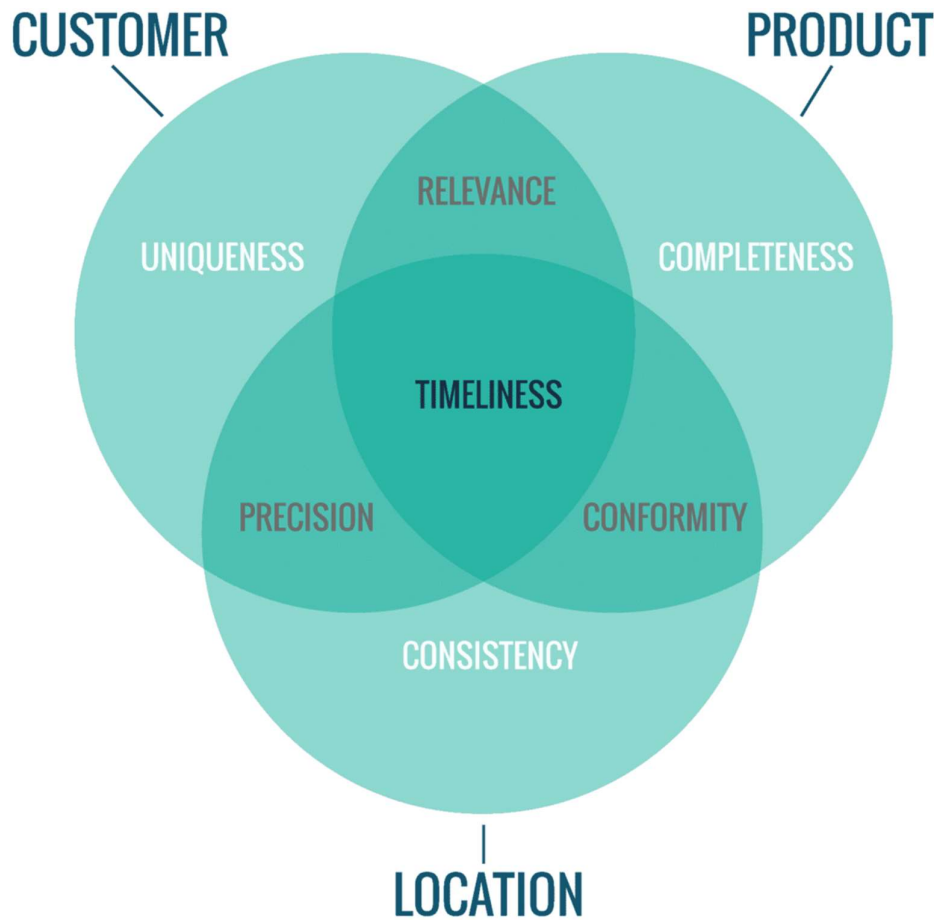 CUSTOMER
PRODUCT
RELEVANCE
UNIQUENESS
COMPLETENESS
TIMELINESS
PRECISION
CONFORMITY
CONSISTENCY
LOCATION